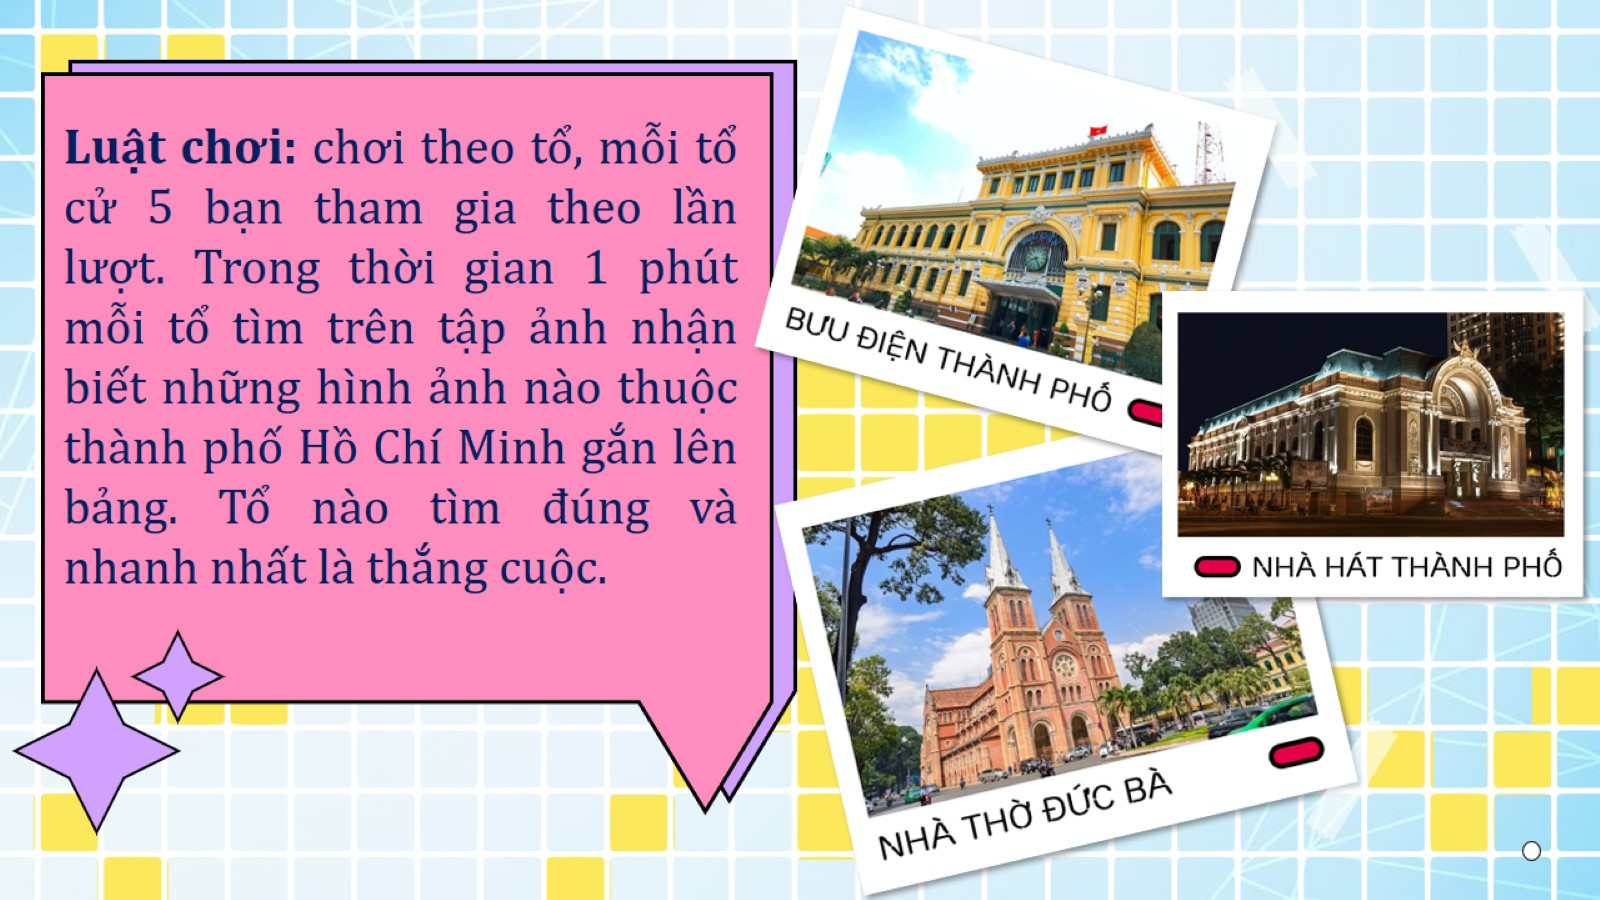 Luật chơi: chơi theo tổ, mỗi tổ
cử 5 bạn tham gia theo lần
lượt. Trong thời gian 1 phút
mỗi tổ tìm trên tập ảnh nhận
biết những hình ảnh nào thuộc
thành phố Hồ Chí Minh gắn lên
bảng. Tổ nào tìm đúng và
nhanh nhất là thắng cuộc.
BƯU ĐIỆN THÀNH PHỐ
NHÀ HÁT THÀNH PHỐ
NHÀ THỜ ĐỨC BÀ